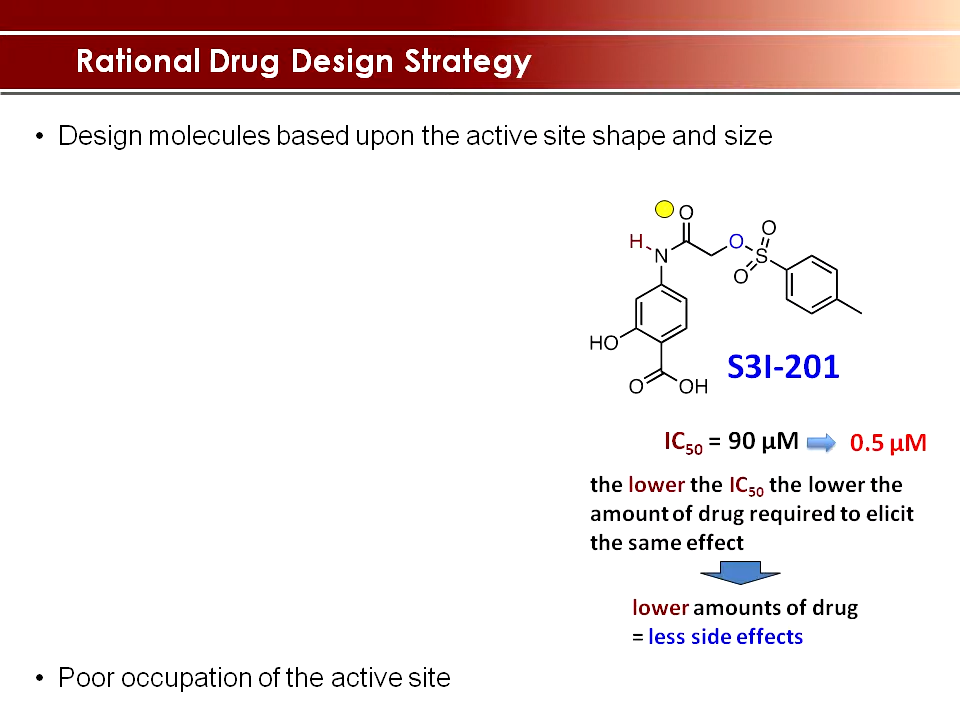 Rational Drug Design Strategy
• Design molecules based upon the active site shape and size
O
H
N
O
O
S
O
HO
O
OH
S3I-201
IC50 = 90 µM 0.5 µM
the lower the IC50 the lower the
amount of drug required to elicit
the same effect
lower amounts of drug
= less side effects
• Poor occupation of the active site